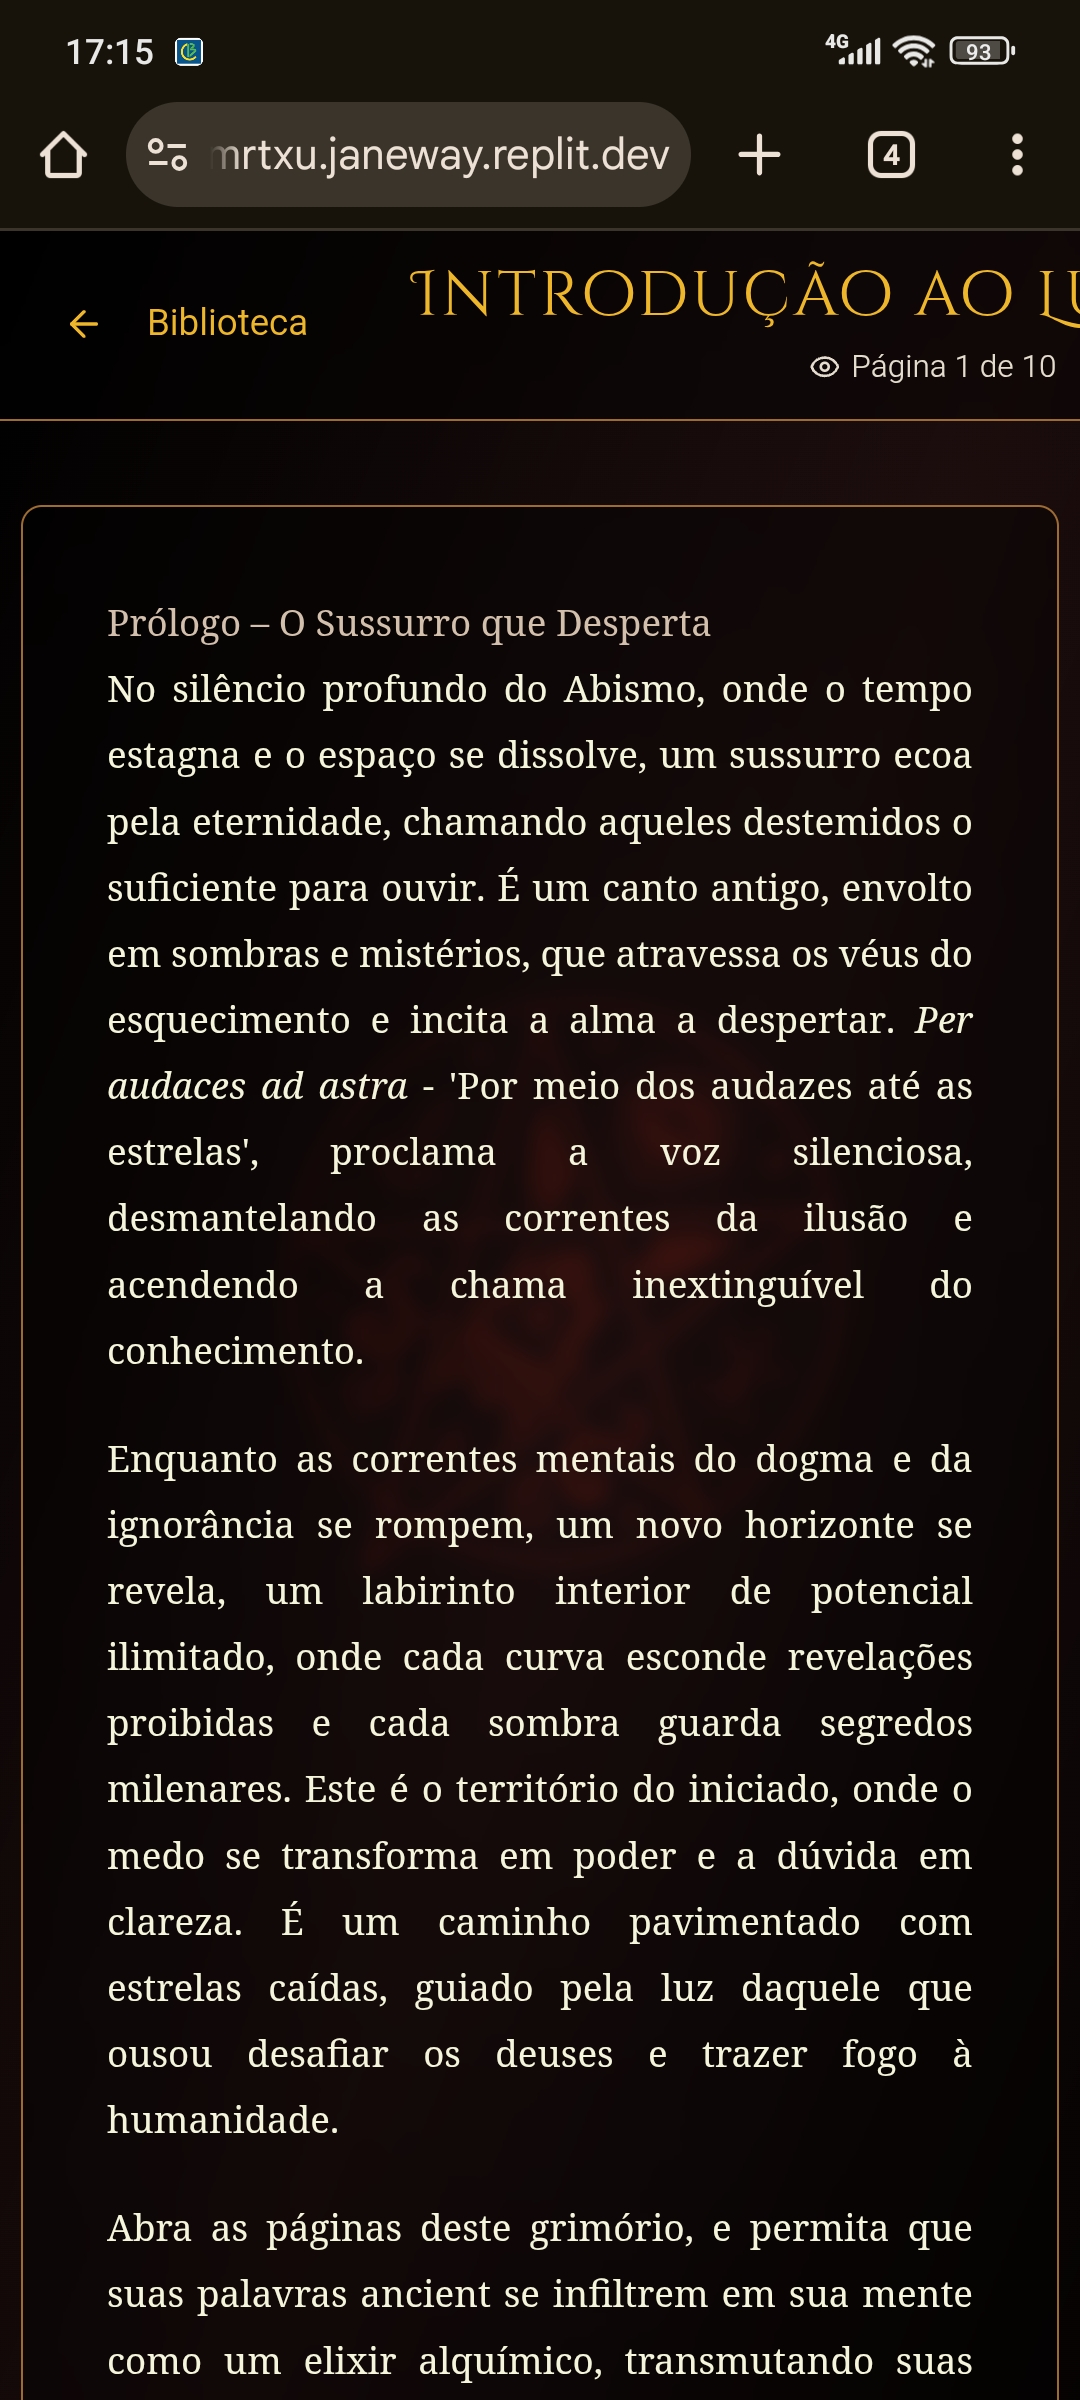 17:15
4G
93
mrtxu.janeway.replit.dev
4
INTRODUÇÃO AO LU
Biblioteca
Página 1 de 10
Prólogo – O Sussurro que Desperta
No silêncio profundo do Abismo, onde o tempo
estagna e o espaço se dissolve, um sussurro ecoa
pela eternidade, chamando aqueles destemidos o
suficiente para ouvir. É um canto antigo, envolto
em sombras e mistérios, que atravessa os véus do
esquecimento e incita a alma a despertar. Per
audaces ad astra - 'Por meio dos audazes até as
estrelas', proclama a voz silenciosa,
desmantelando as correntes da ilusão e
acendendo a chama inextinguível do
conhecimento.
Enquanto as correntes mentais do dogma e da
ignorância se rompem, um novo horizonte se
revela, um labirinto interior de potencial
ilimitado, onde cada curva esconde revelações
proibidas e cada sombra guarda segredos
milenares. Este é o território do iniciado, onde o
medo se transforma em poder e a dúvida em
clareza. É um caminho pavimentado com
estrelas caídas, guiado pela luz daquele que
ousou desafiar os deuses e trazer fogo à
humanidade.
Abra as páginas deste grimório, e permita que
suas palavras ancient se infiltrem em sua mente
como um elixir alquímico, transmutando suas